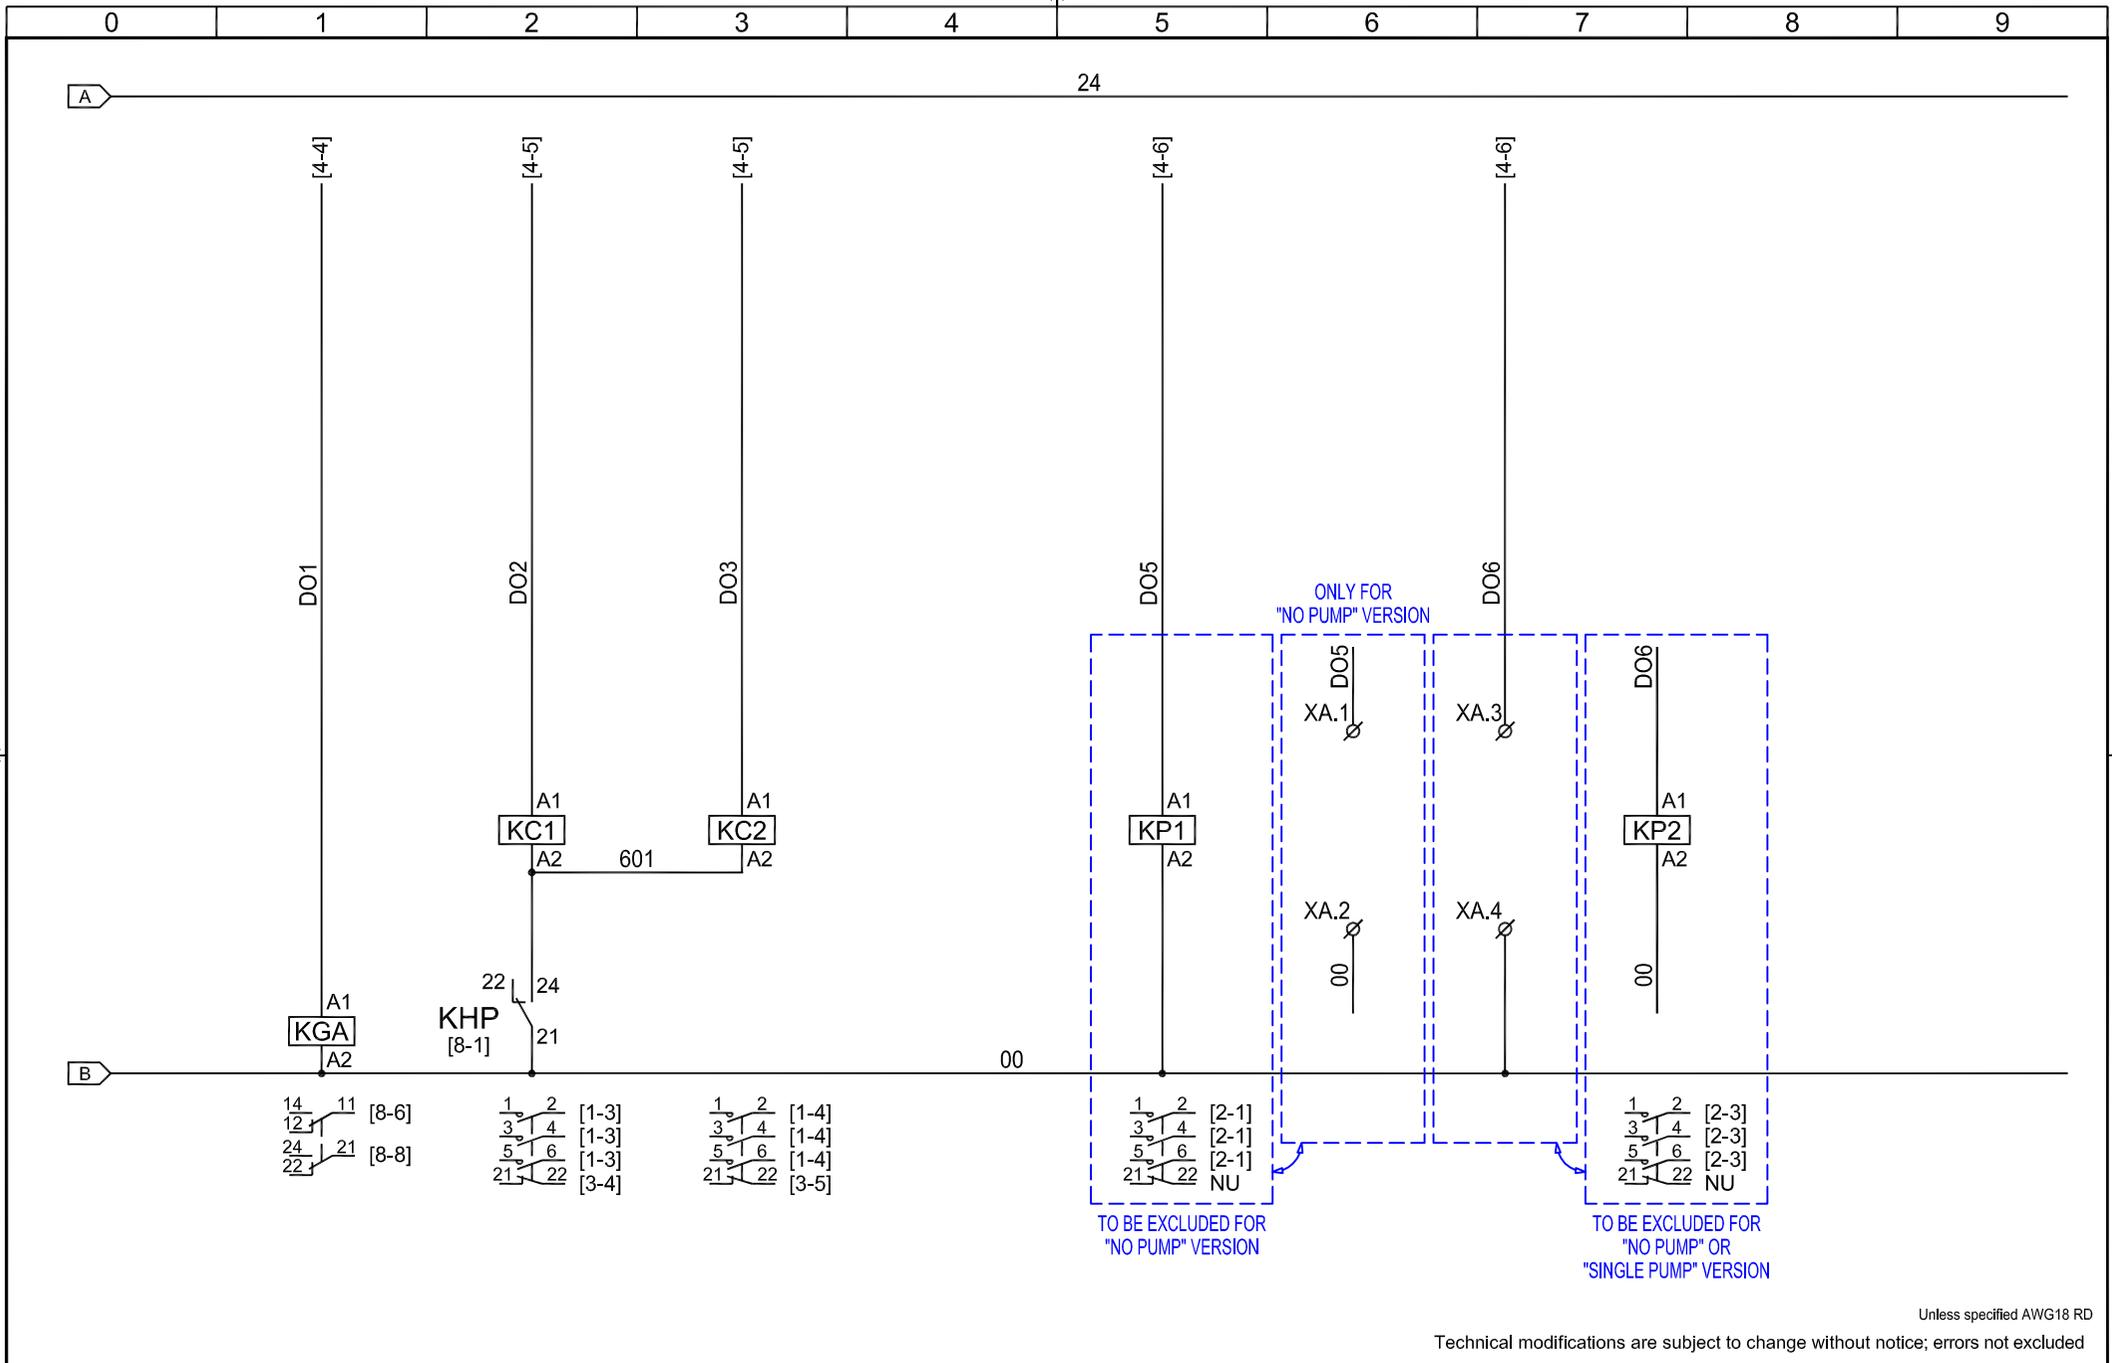 0 1 2 3 4 5 6 7 8 9
A 24
[4-4] [4-5] [4-5] [4-6] [4-6]
DO1 DO2 DO3 DO5 DO6
ONLY FOR
"NO PUMP" VERSION
DO5 DO6
XA.1 XA.3
A1 A1 A1 A1
KC1 KC2 KP1 KP2
A2 601 A2 A2 A2
XA.2 XA.4
00 00
22 24
KHP
[8-1]
21
A1
KGA
A2
B 00
14 11 [8-6]
12
24 21 [8-8]
22
1 2 [1-3]
3 4 [1-3]
5 6 [1-3]
21 22 [3-4]
1 2 [1-4]
3 4 [1-4]
5 6 [1-4]
21 22 [3-5]
1 2 [2-1]
3 4 [2-1]
5 6 [2-1]
21 22 NU
1 2 [2-3]
3 4 [2-3]
5 6 [2-3]
21 22 NU
TO BE EXCLUDED FOR
"NO PUMP" VERSION
TO BE EXCLUDED FOR
"NO PUMP" OR
"SINGLE PUMP" VERSION
Unless specified AWG18 RD
Technical modifications are subject to change without notice; errors not excluded